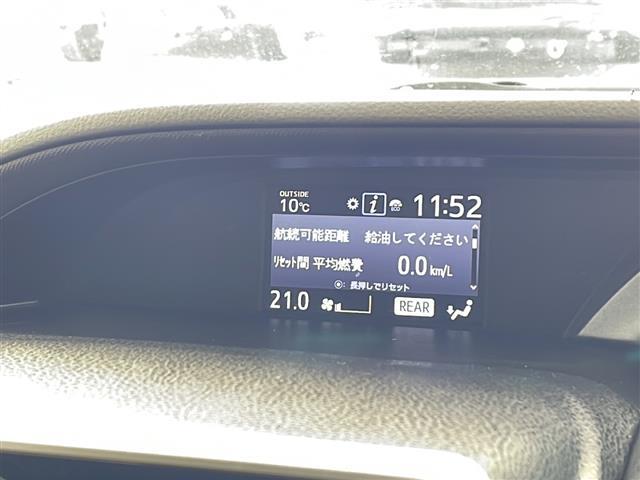 OUTSIDE
10℃ i ECO 11:52
航続可能距離 給油してください
リセット間 平均燃費 0.0 km/L
◉: 長押しでリセット
21.0 REAR